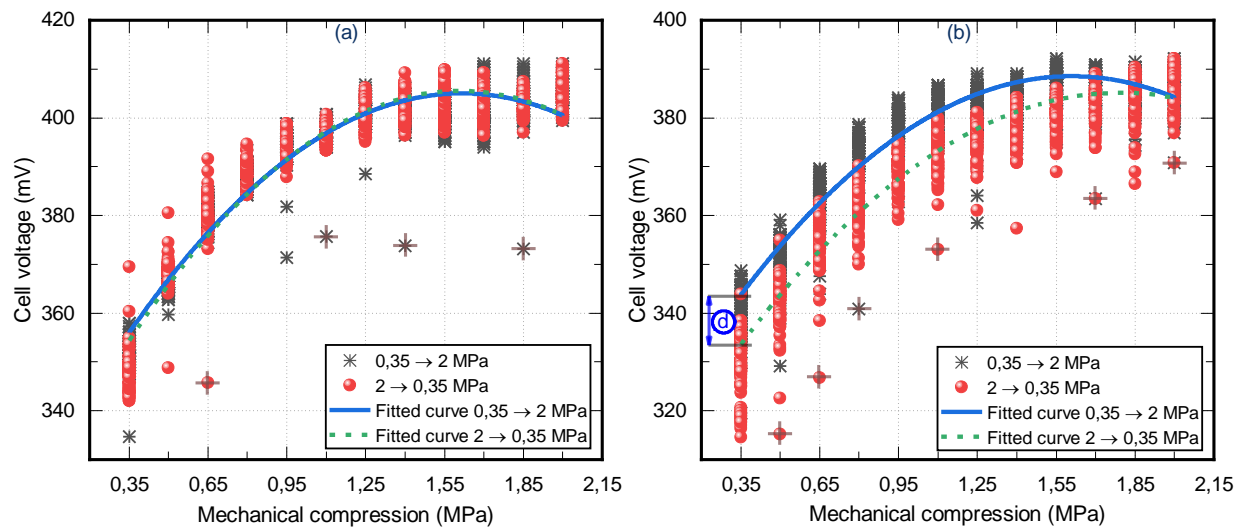 (a)
420
400
380
360
340
Cell voltage (mV)
0,35 → 2 MPa
2 → 0,35 MPa
Fitted curve 0,35 → 2 MPa
Fitted curve 2 → 0,35 MPa
0,35 0,65 0,95 1,25 1,55 1,85 2,15
Mechanical compression (MPa)
(b)
400
380
360
340
320
Cell voltage (mV)
d
0,35 → 2 MPa
2 → 0,35 MPa
Fitted curve 0,35 → 2 MPa
Fitted curve 2 → 0,35 MPa
0,35 0,65 0,95 1,25 1,55 1,85 2,15
Mechanical compression (MPa)